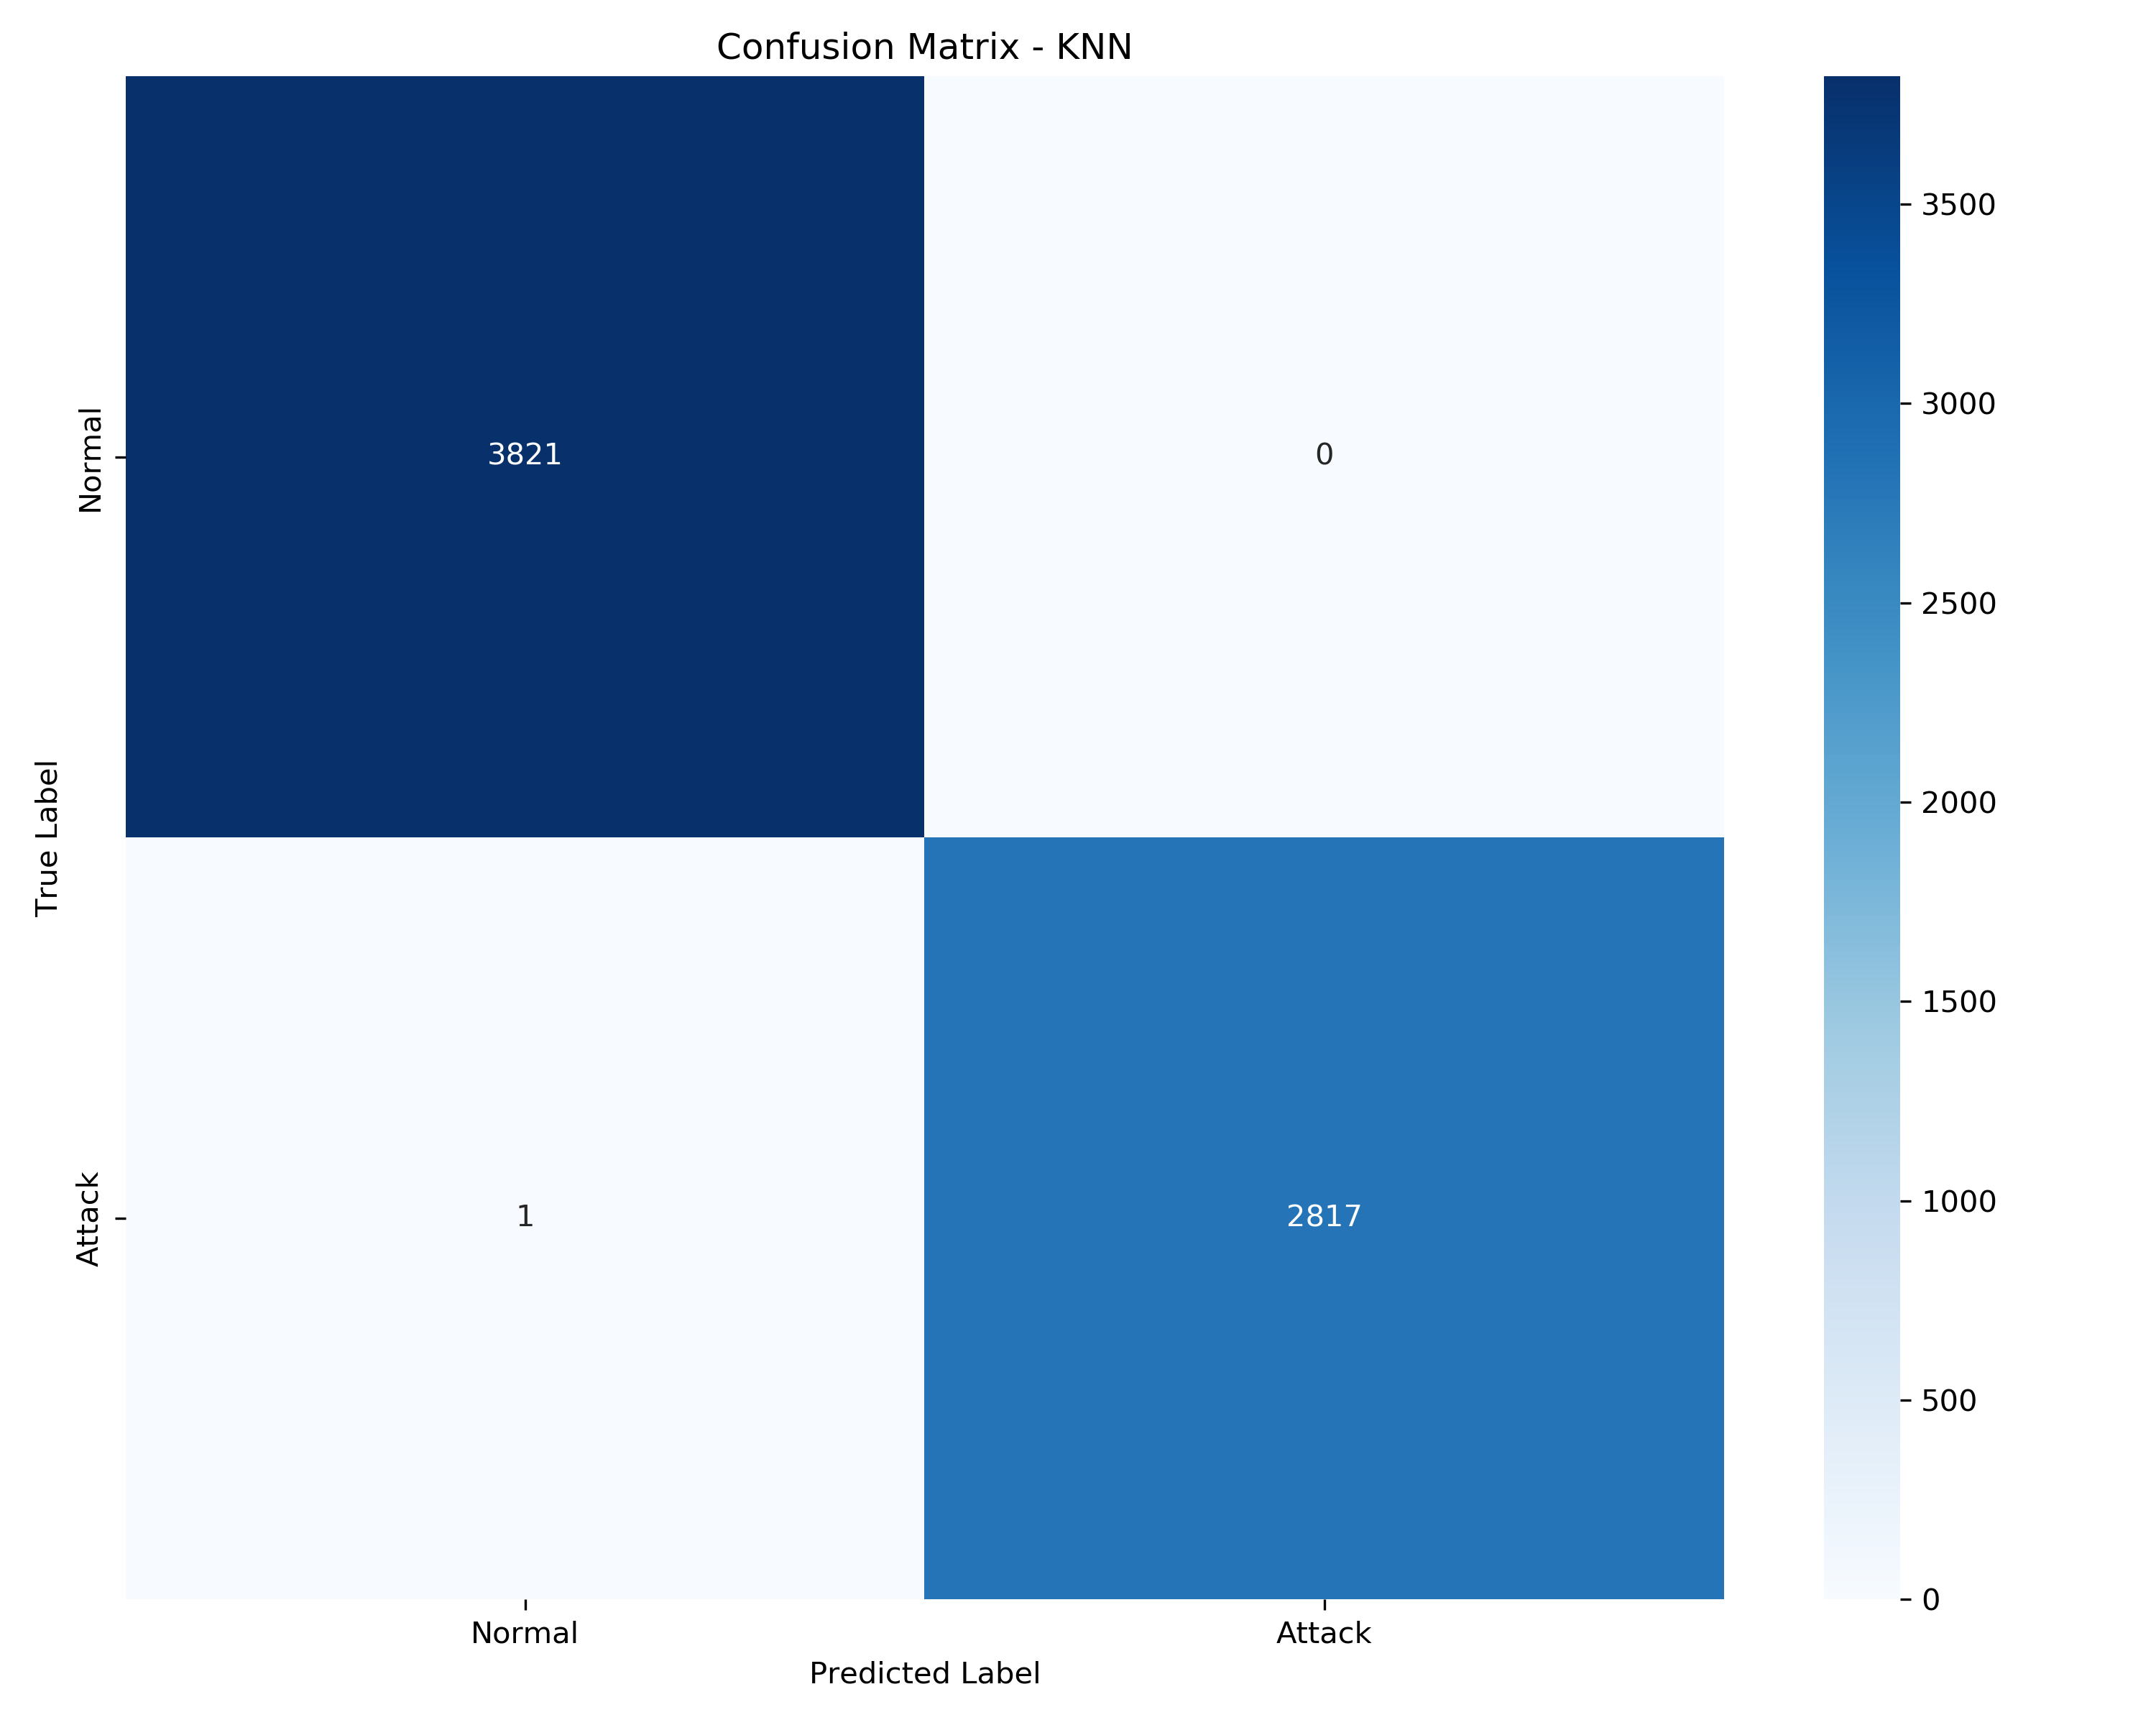 Confusion Matrix - KNN
True Label
Normal
Attack
3821
0
1
2817
Normal
Attack
Predicted Label
3500
3000
2500
2000
1500
1000
500
0